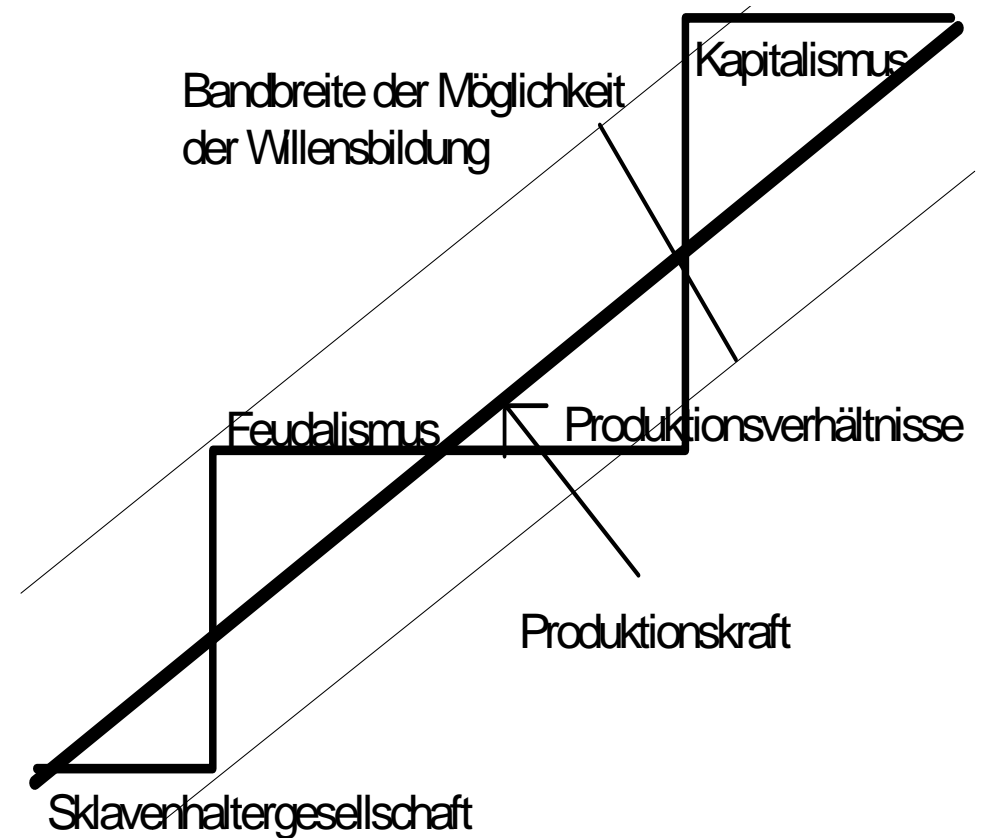 Kapitalismus
Bandbreite der Möglichkeit
der Willensbildung
Feudalismus
Produktionsverhältnisse
Produktionskraft
Sklavenhaltergesellschaft